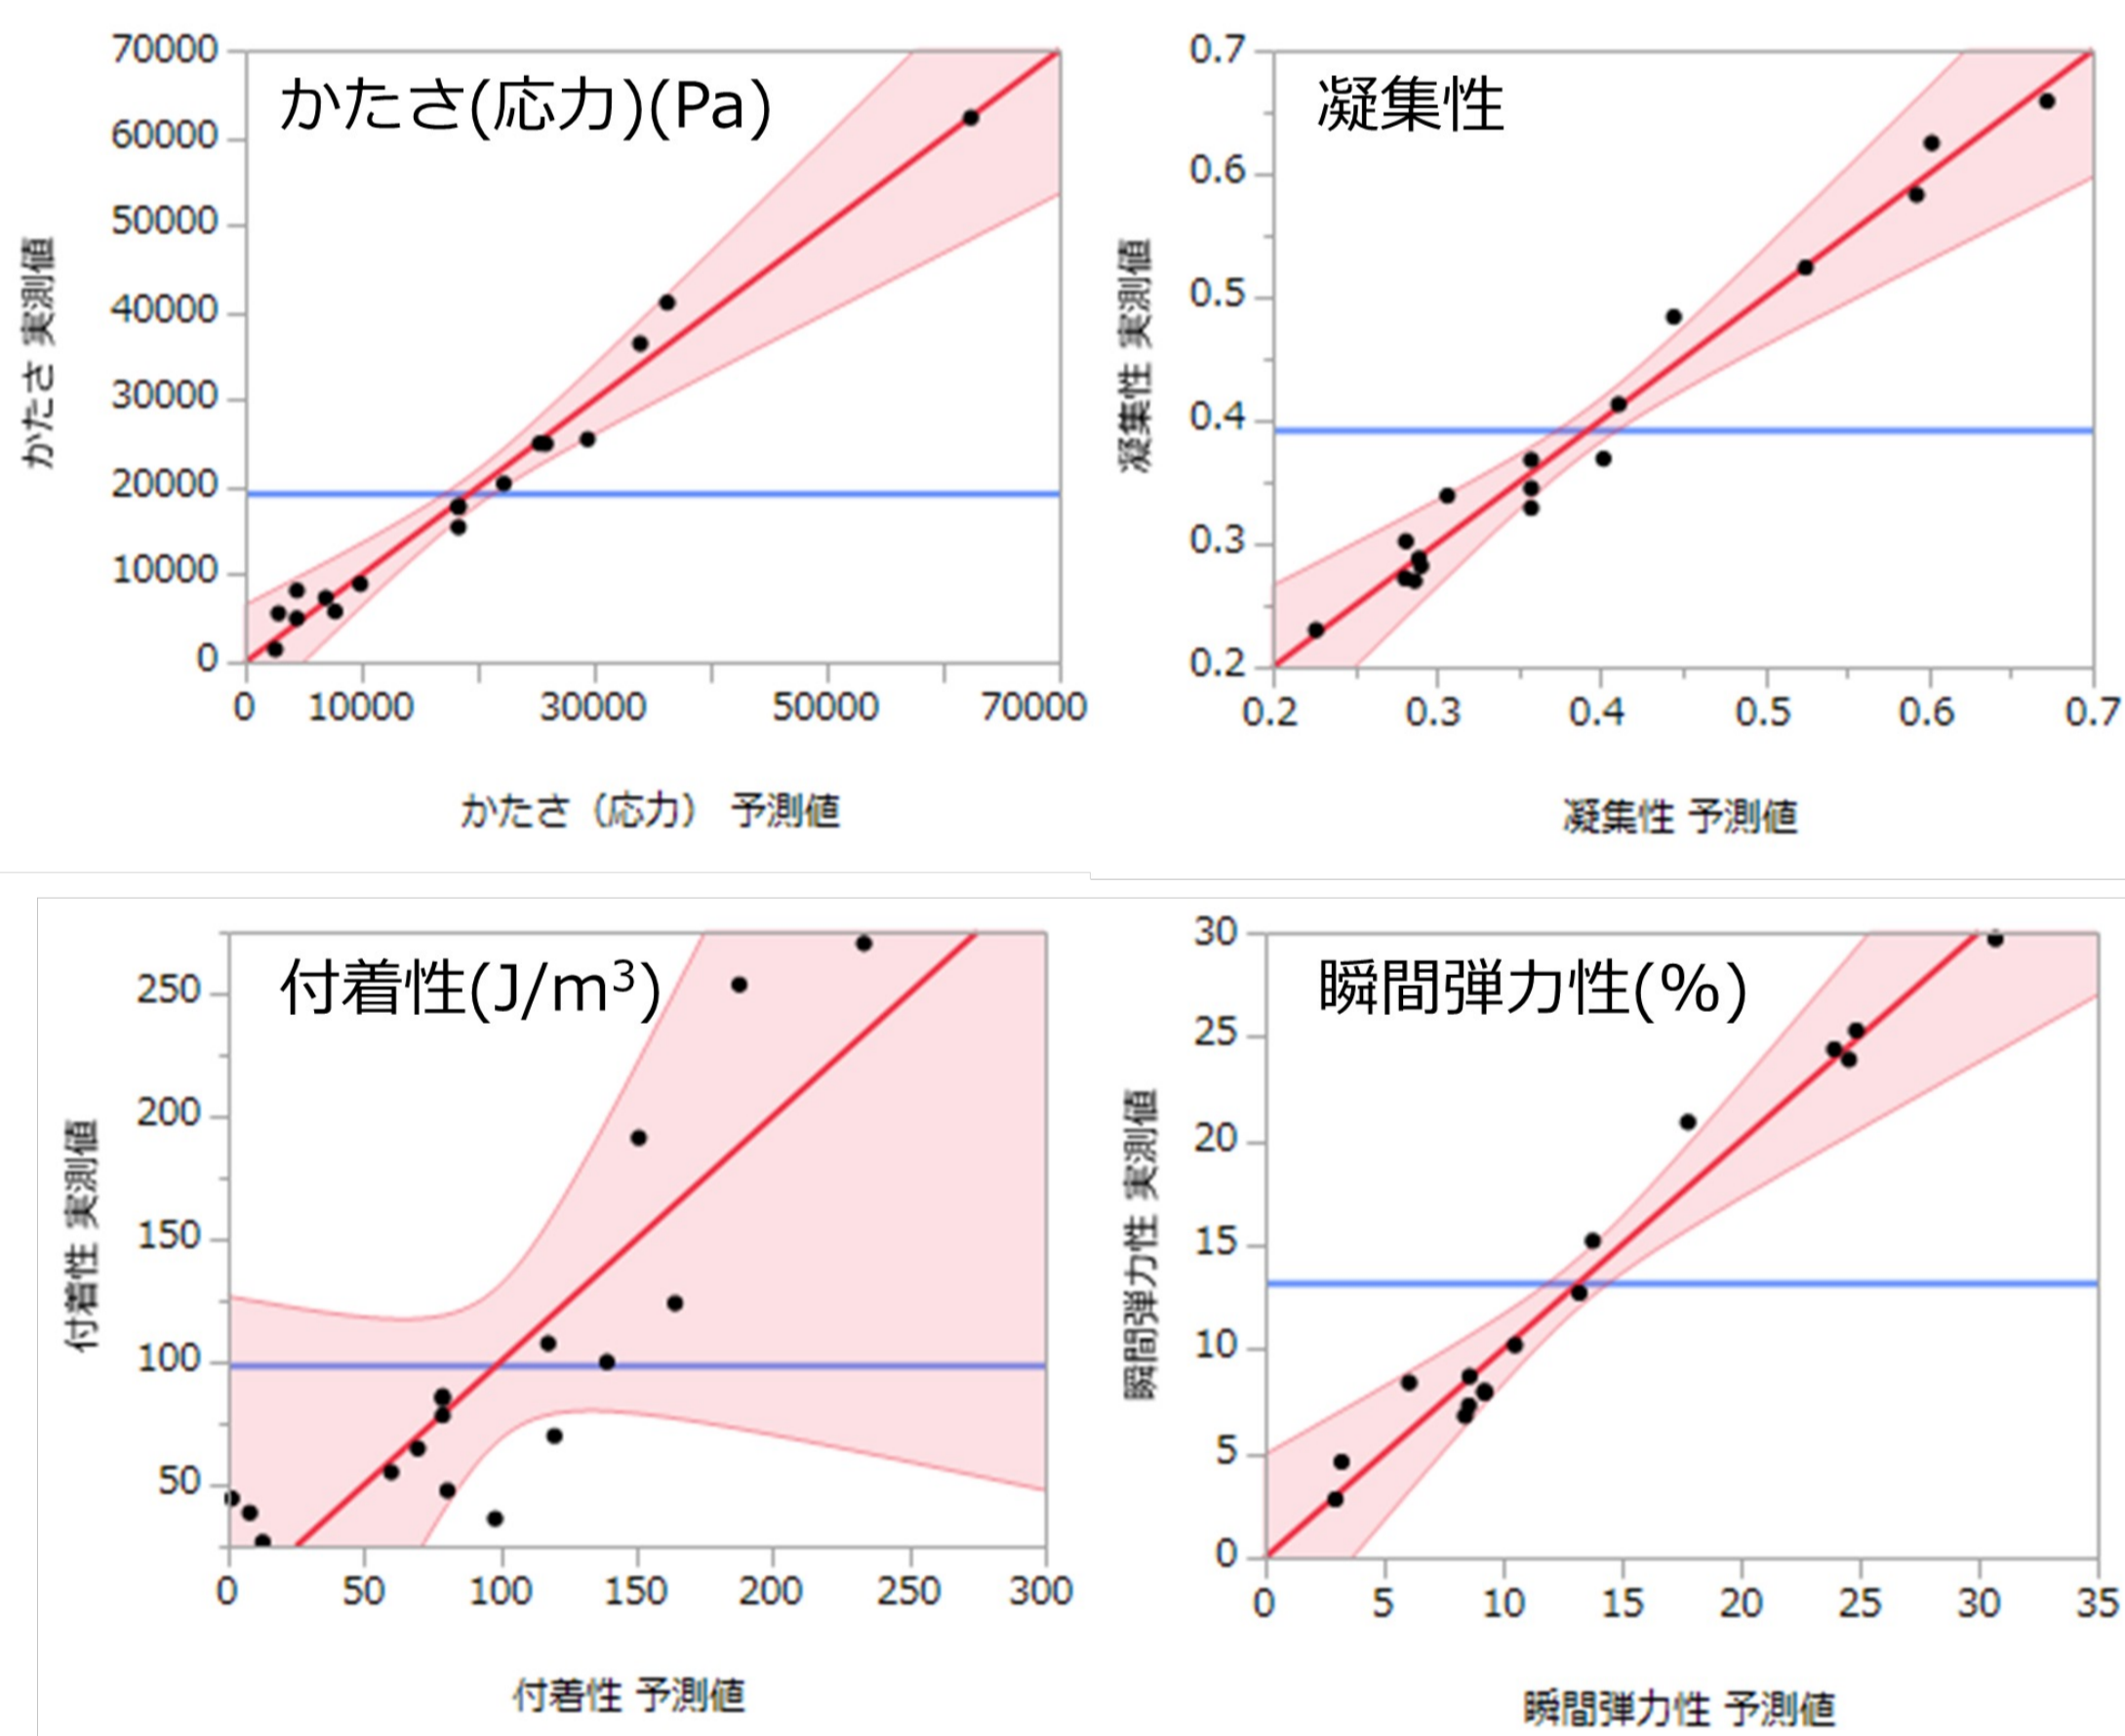 かたさ(応力)(Pa)
かたさ 実測値
70000
60000
50000
40000
30000
20000
10000
0
0 10000 30000 50000 70000
かたさ（応力） 予測値
凝集性
凝集性 実測値
0.7
0.6
0.5
0.4
0.3
0.2
0.2 0.3 0.4 0.5 0.6 0.7
凝集性 予測値
付着性(J/m³)
付着性 実測値
250
200
150
100
50
0 50 100 150 200 250 300
付着性 予測値
瞬間弾力性(%)
瞬間弾力性 実測値
30
25
20
15
10
5
0
0 5 10 15 20 25 30 35
瞬間弾力性 予測値